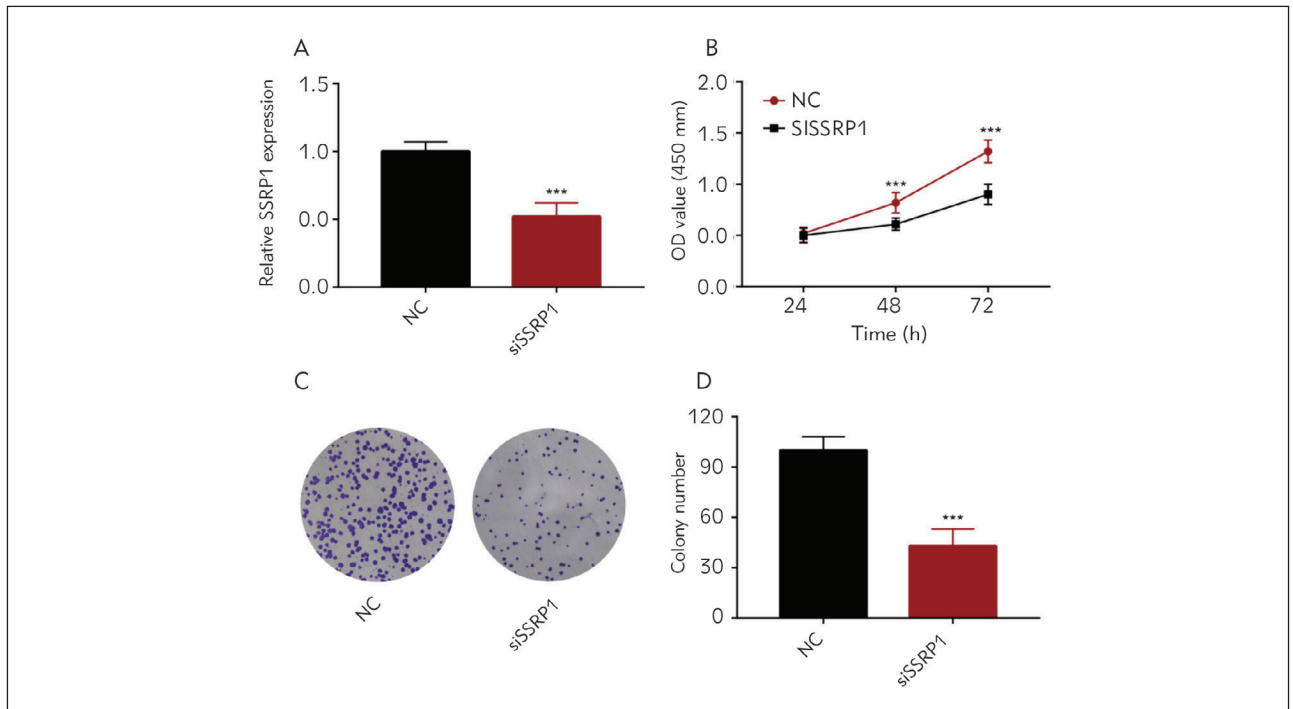 A
Relative SSRP1 expression
1.5
1.0
0.0
0.0
***
NC
siSSRP1
B
OD value (450 mm)
2.0
1.5
1.0
0.0
0.0
NC
SISSRP1
***
***
24
48
72
Time (h)
C
NC
siSSRP1
D
Colony number
120
90
60
30
0
***
NC
siSSRP1